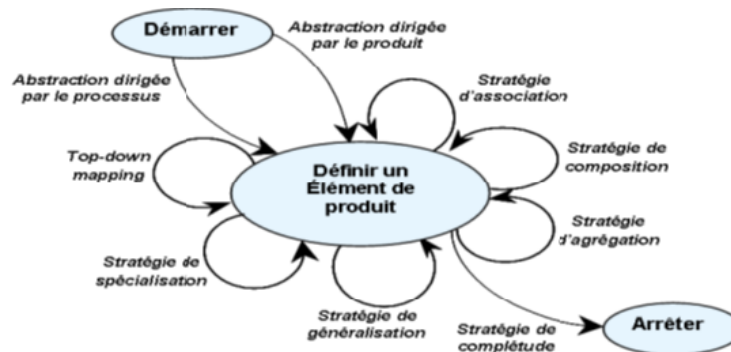 Démarrer
Abstraction dirigée
par le produit
Abstraction dirigée
par le processus
Stratégie
d'association
Top-down
mapping
Définir un
Élément de
produit
Stratégie de
composition
Stratégie
d'agrégation
Stratégie de
spécialisation
Stratégie de
généralisation
Stratégie de
complétude
Arrêter